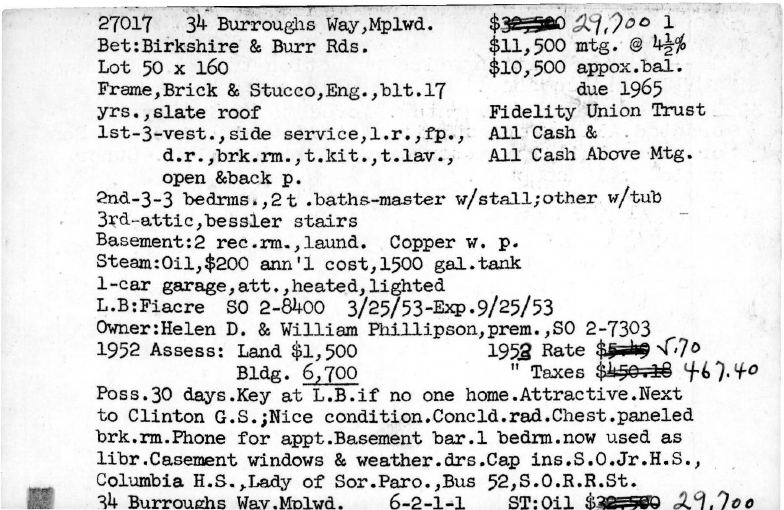 27017 34 Burroughs Way,Mplwd. $32,500 29,700 1
Bet:Birkshire & Burr Rds. $11,500 mtg. @ 4½%
Lot 50 x 160 $10,500 appox.bal.
Frame,Brick & Stucco,Eng.,blt.17 due 1965
yrs.,slate roof Fidelity Union Trust
1st-3-vest.,side service,l.r.,fp., All Cash &
d.r.,brk.rm.,t.kit.,t.lav., All Cash Above Mtg.
open &back p.
2nd-3-3 bedrms.,2 t.baths-master w/stall;other w/tub
3rd-attic,bessler stairs
Basement:2 rec.rm.,laund. Copper w. p.
Steam:Oil,$200 ann'l cost,1500 gal.tank
1-car garage,att.,heated,lighted
L.B:Fiacre SO 2-8400 3/25/53-Exp.9/25/53
Owner:Helen D. & William Phillipson,prem.,SO 2-7303
1952 Assess: Land $1,500 1953 Rate $5.49 5.70
Bldg. 6,700 " Taxes $450.18 467.40
Poss.30 days.Key at L.B.if no one home.Attractive.Next
to Clinton G.S.;Nice condition.Concld.rad.Chest.paneled
brk.rm.Phone for appt.Basement bar.1 bedrm.now used as
libr.Casement windows & weather.drs.Cap ins.S.O.Jr.H.S.,
Columbia H.S.,Lady of Sor.Paro.,Bus 52,S.O.R.R.St.
34 Burroughs Way,Mplwd. 6-2-1-1 ST:Oil $32,500 29,700